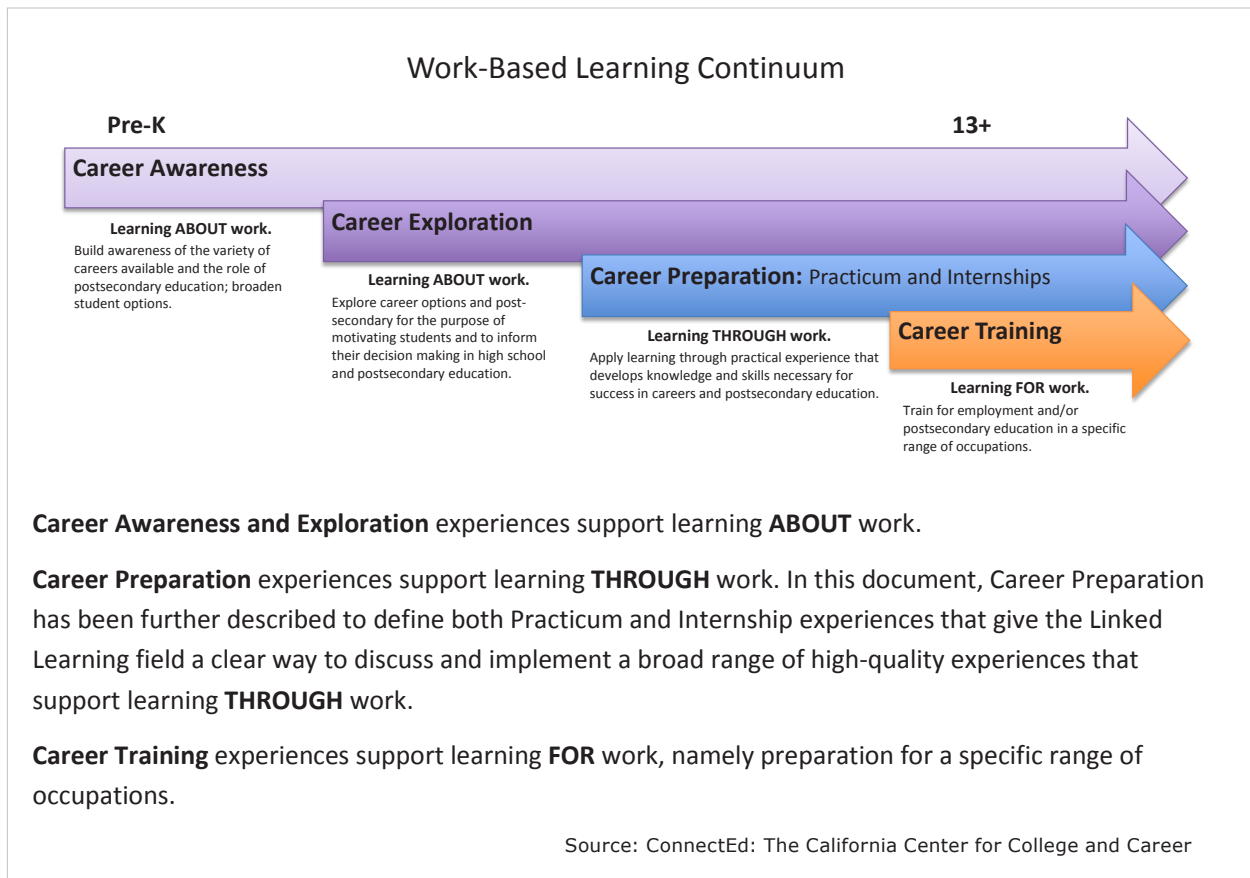 Work-Based Learning Continuum
Pre-K
13+
Career Awareness
Learning ABOUT work.
Build awareness of the variety of
careers available and the role of
postsecondary education; broaden
student options.
Career Exploration
Learning ABOUT work.
Explore career options and post-
secondary for the purpose of
motivating students and to inform
their decision making in high school
and postsecondary education.
Career Preparation: Practicum and Internships
Learning THROUGH work.
Apply learning through practical experience that
develops knowledge and skills necessary for
success in careers and postsecondary education.
Career Training
Learning FOR work.
Train for employment and/or
postsecondary education in a specific
range of occupations.
Career Awareness and Exploration experiences support learning ABOUT work.
Career Preparation experiences support learning THROUGH work. In this document, Career Preparation
has been further described to define both Practicum and Internship experiences that give the Linked
Learning field a clear way to discuss and implement a broad range of high-quality experiences that
support learning THROUGH work.
Career Training experiences support learning FOR work, namely preparation for a specific range of
occupations.
Source: ConnectEd: The California Center for College and Career